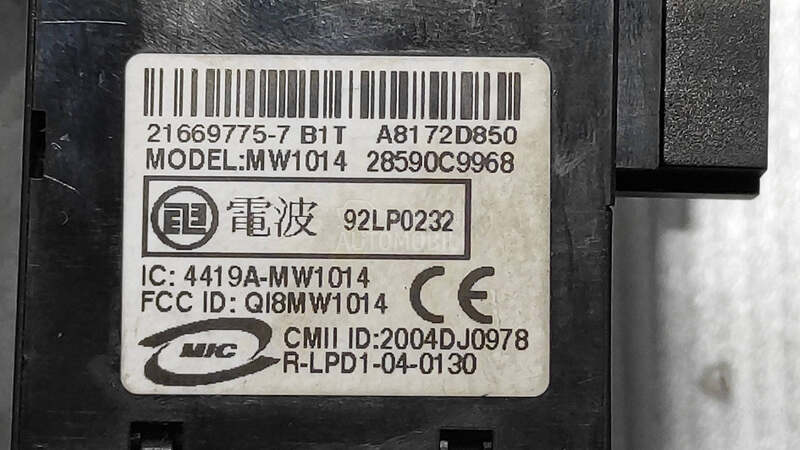 21669775-7 B1T A8172D850
MODEL:MW1014 28590C9968
電波 92LP0232
IC: 4419A-MW1014
FCC ID: QI8MW1014
CE
MIC
CMII ID:2004DJ0978
R-LPD1-04-0130